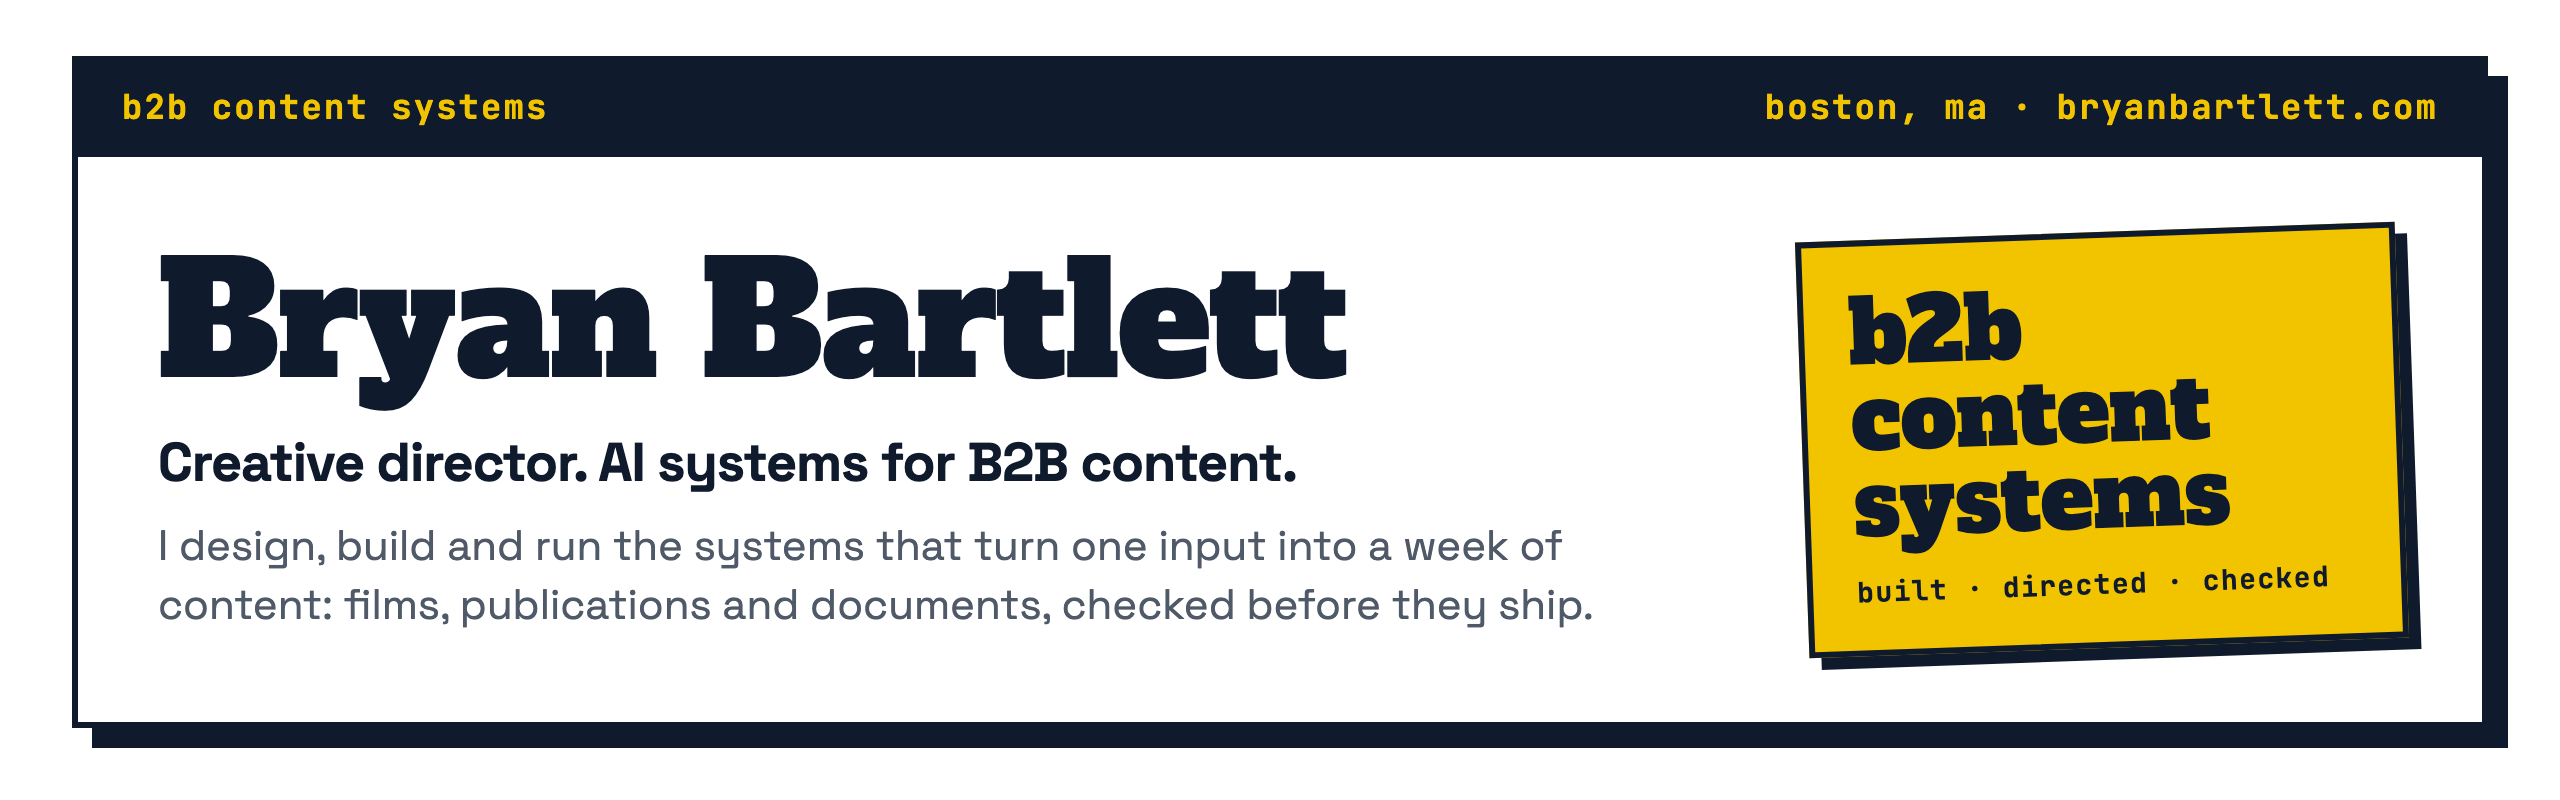 b2b content systems
boston, ma · bryanbartlett.com
Bryan Bartlett
Creative director. AI systems for B2B content.
I design, build and run the systems that turn one input into a week of
content: films, publications and documents, checked before they ship.
b2b
content
systems
built · directed · checked